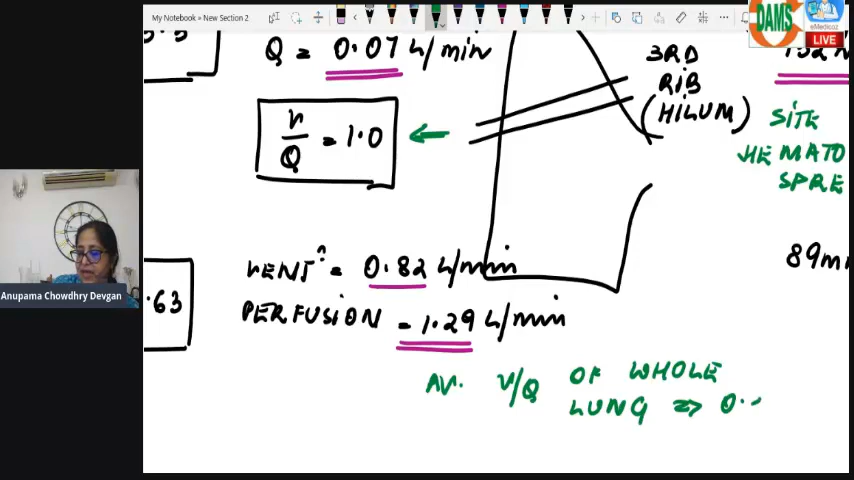 My Notebook > New Section 2
DAMS
eMedicoz
LIVE
Q = 0.07 L/min
3RD
RIB
(HILUM)
V/Q = 1.0
SITE
HEMATO
SPRE
VENTⁿ = 0.82 L/min
89m
Anupama Chowdhry Devgan
.63
PERFUSION = 1.29 L/min
AV. V/Q OF WHOLE
LUNG => 0..